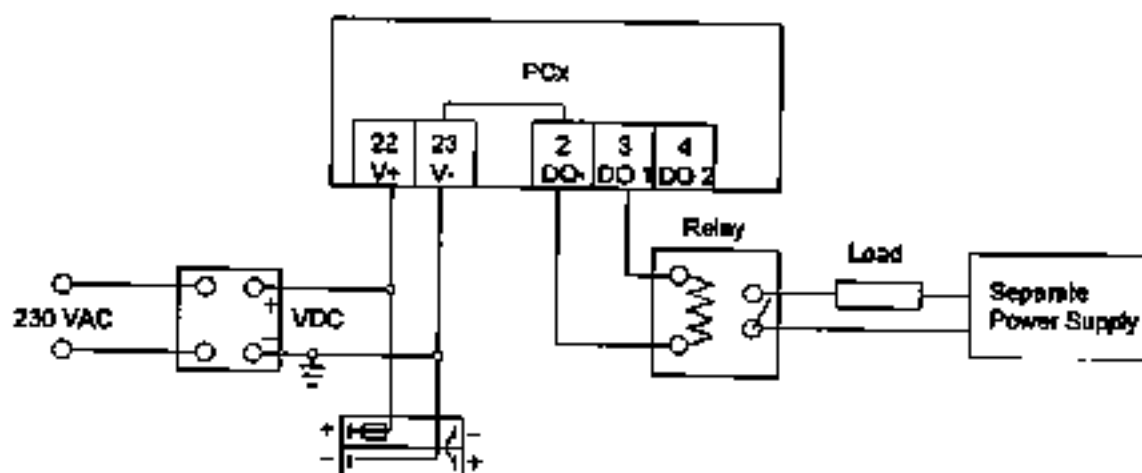 PCx
22 23 2 3 4
V+ V- DO- DO 1 DO 2
Relay
Load
230 VAC
+
VDC
−
Separate
Power Supply
+ −
− +